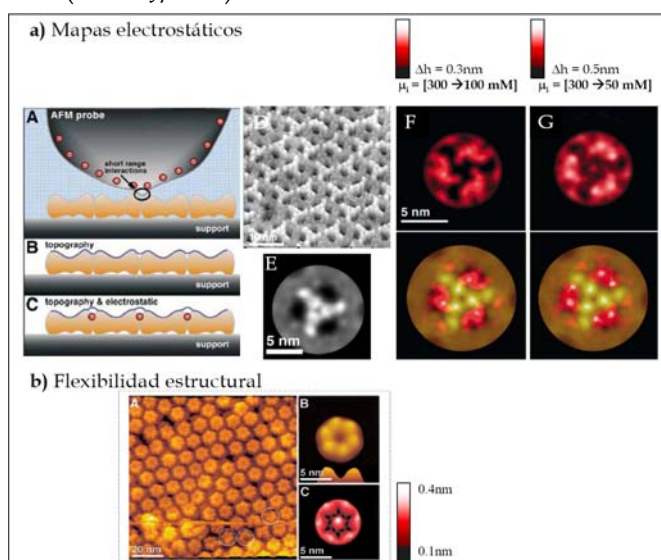 a) Mapas electrostáticos
Δh = 0.3nm
μi = [300 →100 mM]
Δh = 0.5nm
μi = [300 →50 mM]
A
AFM probe
short range
interactions
support
B
topography
support
C
topography & electrostatic
support
D
E
5 nm
F
5 nm
G
b) Flexibilidad estructural
A
20 nm
B
5 nm
C
5 nm
0.4nm
0.1nm